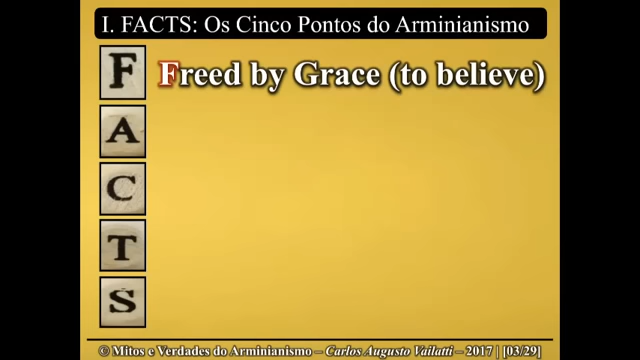 I. FACTS: Os Cinco Pontos do Arminianismo
F
Freed by Grace (to believe)
A
C
T
S
© Mitos e Verdades do Arminianismo – Carlos Augusto Vailatti – 2017 | [03/29]